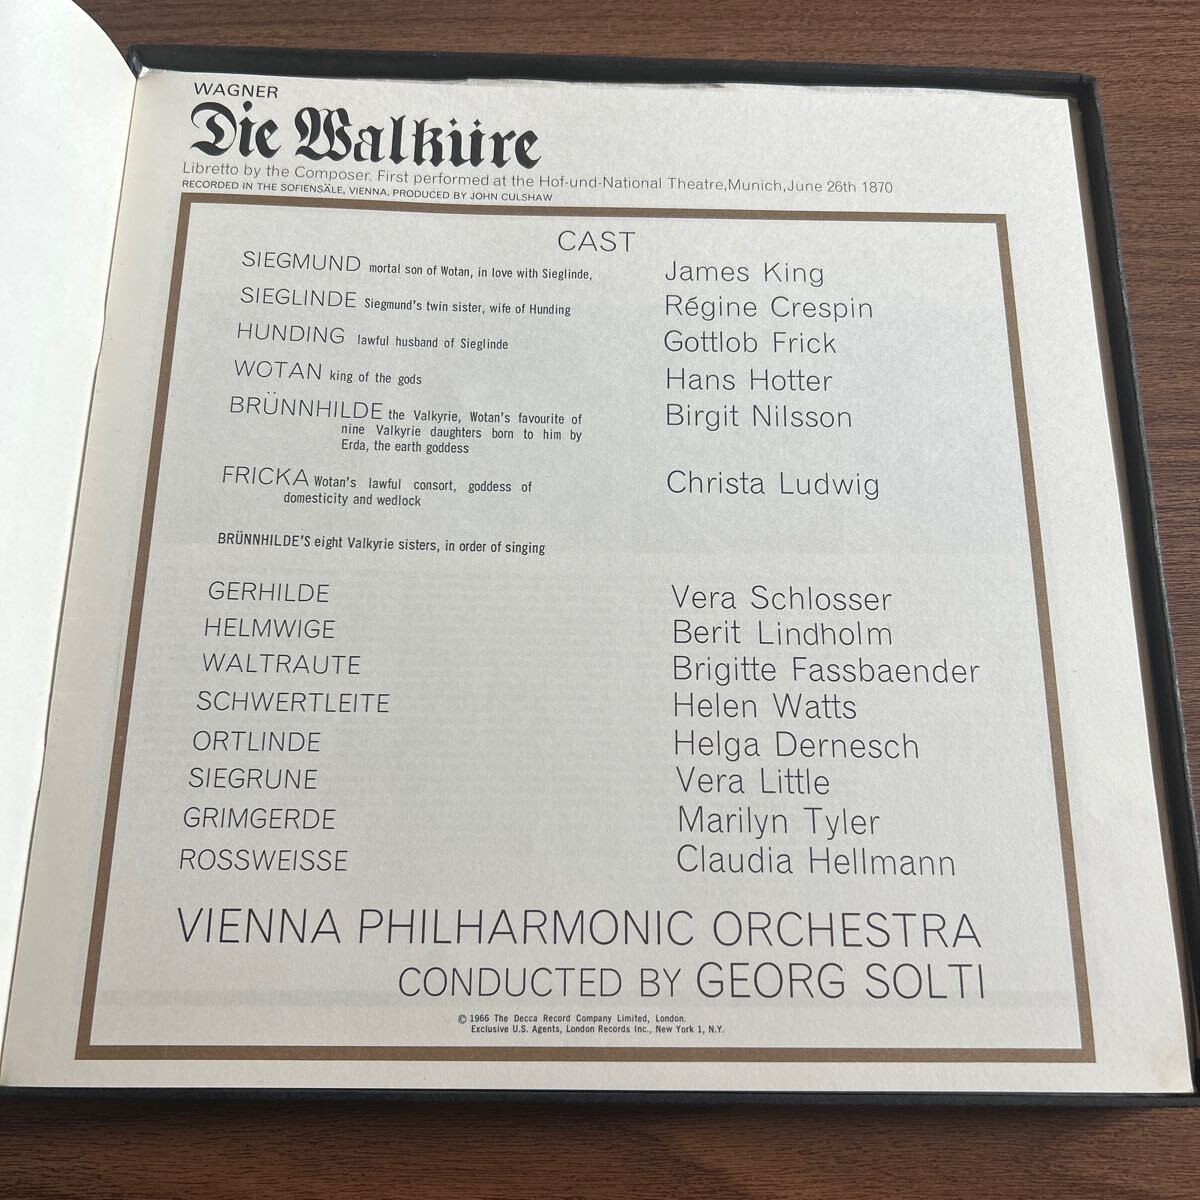 WAGNER
Die Walküre
Libretto by the Composer. First performed at the Hof-und-National Theatre,Munich,June 26th 1870
RECORDED IN THE SOFIENSÄLE, VIENNA. PRODUCED BY JOHN CULSHAW
CAST
SIEGMUND mortal son of Wotan, in love with Sieglinde, James King
SIEGLINDE Siegmund's twin sister, wife of Hunding Régine Crespin
HUNDING lawful husband of Sieglinde Gottlob Frick
WOTAN king of the gods Hans Hotter
BRÜNNHILDE the Valkyrie, Wotan's favourite of Birgit Nilsson
nine Valkyrie daughters born to him by
Erda, the earth goddess
FRICKA Wotan's lawful consort, goddess of Christa Ludwig
domesticity and wedlock
BRÜNNHILDE'S eight Valkyrie sisters, in order of singing
GERHILDE Vera Schlosser
HELMWIGE Berit Lindholm
WALTRAUTE Brigitte Fassbaender
SCHWERTLEITE Helen Watts
ORTLINDE Helga Dernesch
SIEGRUNE Vera Little
GRIMGERDE Marilyn Tyler
ROSSWEISSE Claudia Hellmann
VIENNA PHILHARMONIC ORCHESTRA
CONDUCTED BY GEORG SOLTI
© 1966 The Decca Record Company Limited, London.
Exclusive U.S. Agents, London Records Inc., New York 1, N.Y.